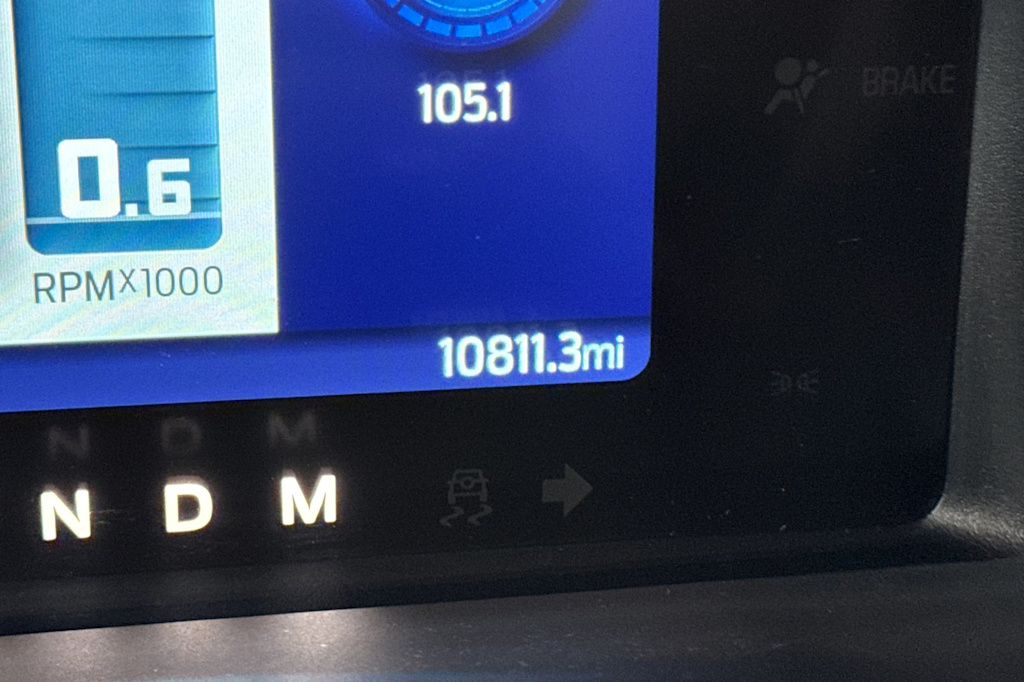 105.1
BRAKE
0.6
RPMX1000
10811.3mi
N D M